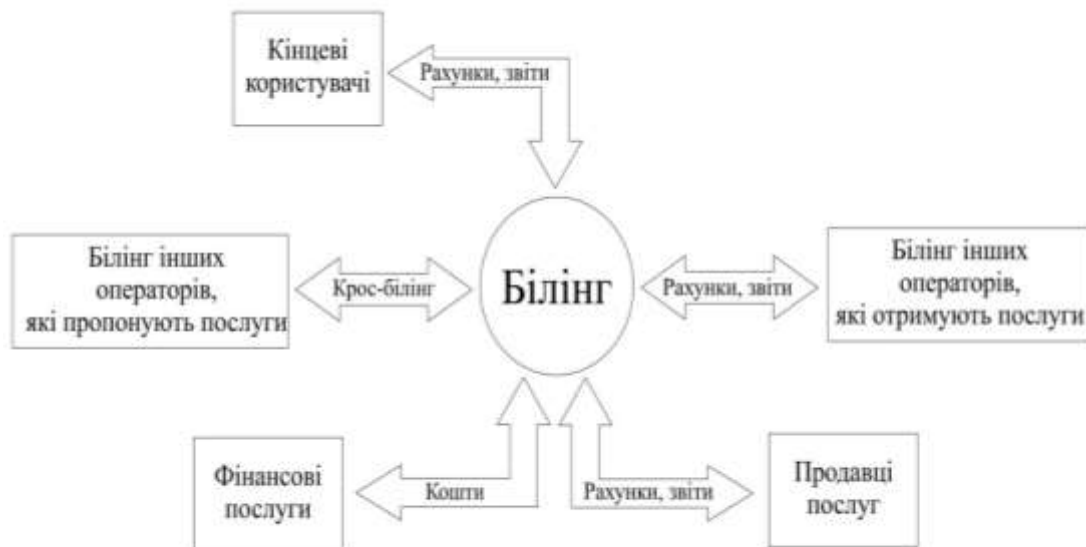 Кінцеві
користувачі
Рахунки, звіти
Білінг інших
операторів,
які пропонують послуги
Крос-білінг
Білінг
Рахунки, звіти
Білінг інших
операторів,
які отримують послуги
Фінансові
послуги
Кошти
Рахунки, звіти
Продавці
послуг